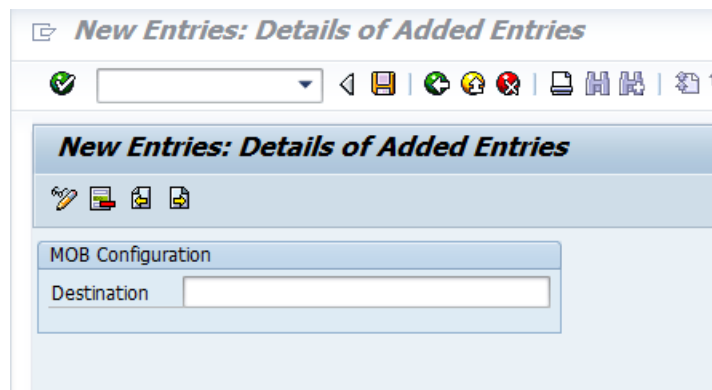 New Entries: Details of Added Entries
New Entries: Details of Added Entries
MOB Configuration
Destination